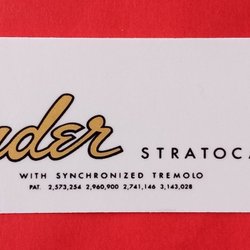 nder STRATOCA
WITH SYNCHRONIZED TREMOLO
PAT. 2,573,254 2,960,900 2,741,146 3,143,028